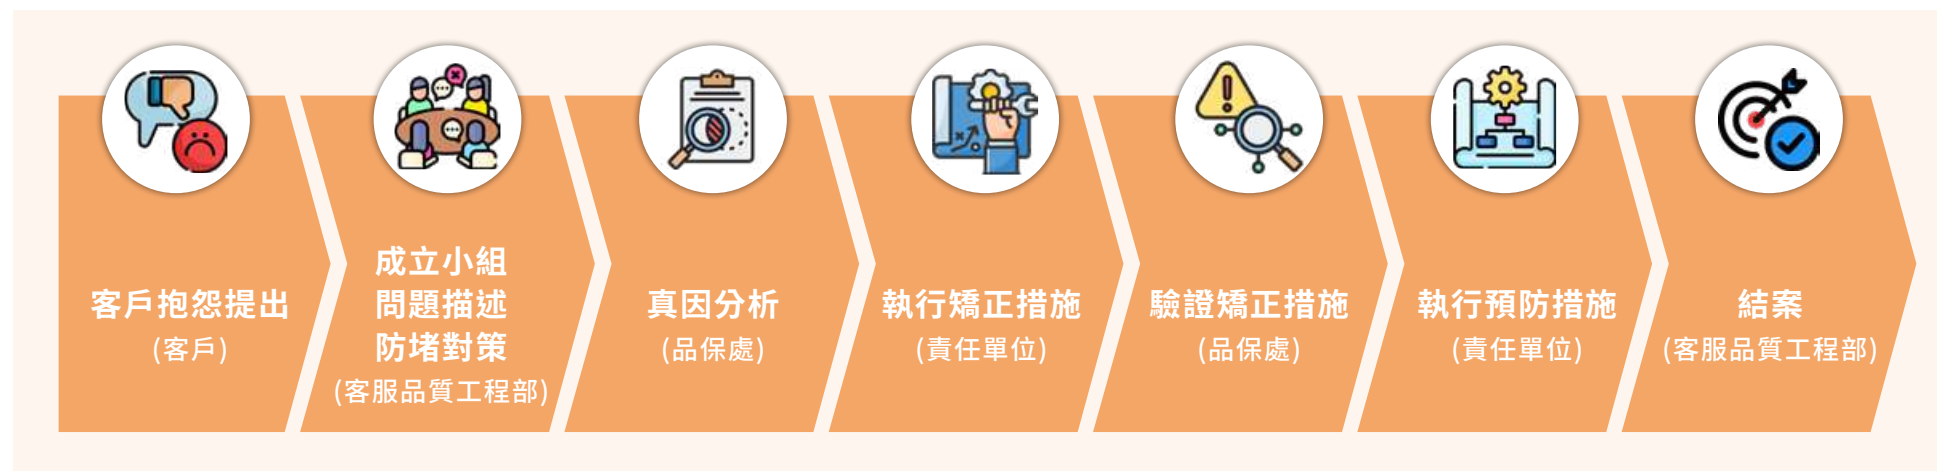 客戶抱怨提出
(客戶)
成立小組
問題描述
防堵對策
(客服品質工程部)
真因分析
(品保處)
執行矯正措施
(責任單位)
驗證矯正措施
(品保處)
執行預防措施
(責任單位)
結案
(客服品質工程部)